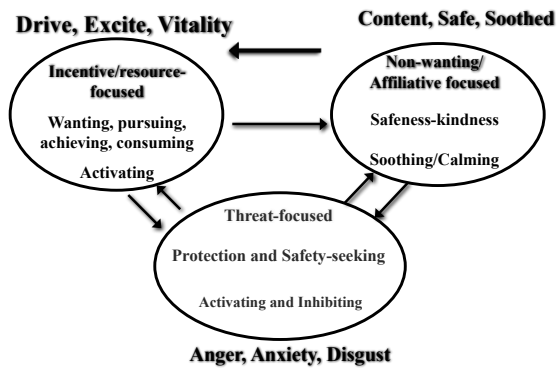 Drive, Excite, Vitality
Incentive/resource-
focused
Wanting, pursuing,
achieving, consuming
Activating
Content, Safe, Soothed
Non-wanting/
Affiliative focused
Safeness-kindness
Soothing/Calming
Threat-focused
Protection and Safety-seeking
Activating and Inhibiting
Anger, Anxiety, Disgust